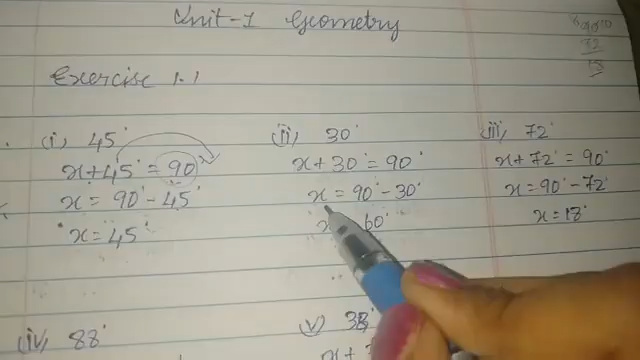 Unit-1 Geometry
Exercise 1.1
(i) 45°
x+45° = 90°
x = 90° - 45°
x = 45°
(ii) 30°
x + 30° = 90°
x = 90° - 30°
x 60°
(iii) 72°
x + 72° = 90°
x = 90° - 72°
x = 18°
(iv) 88°
(v)
x +